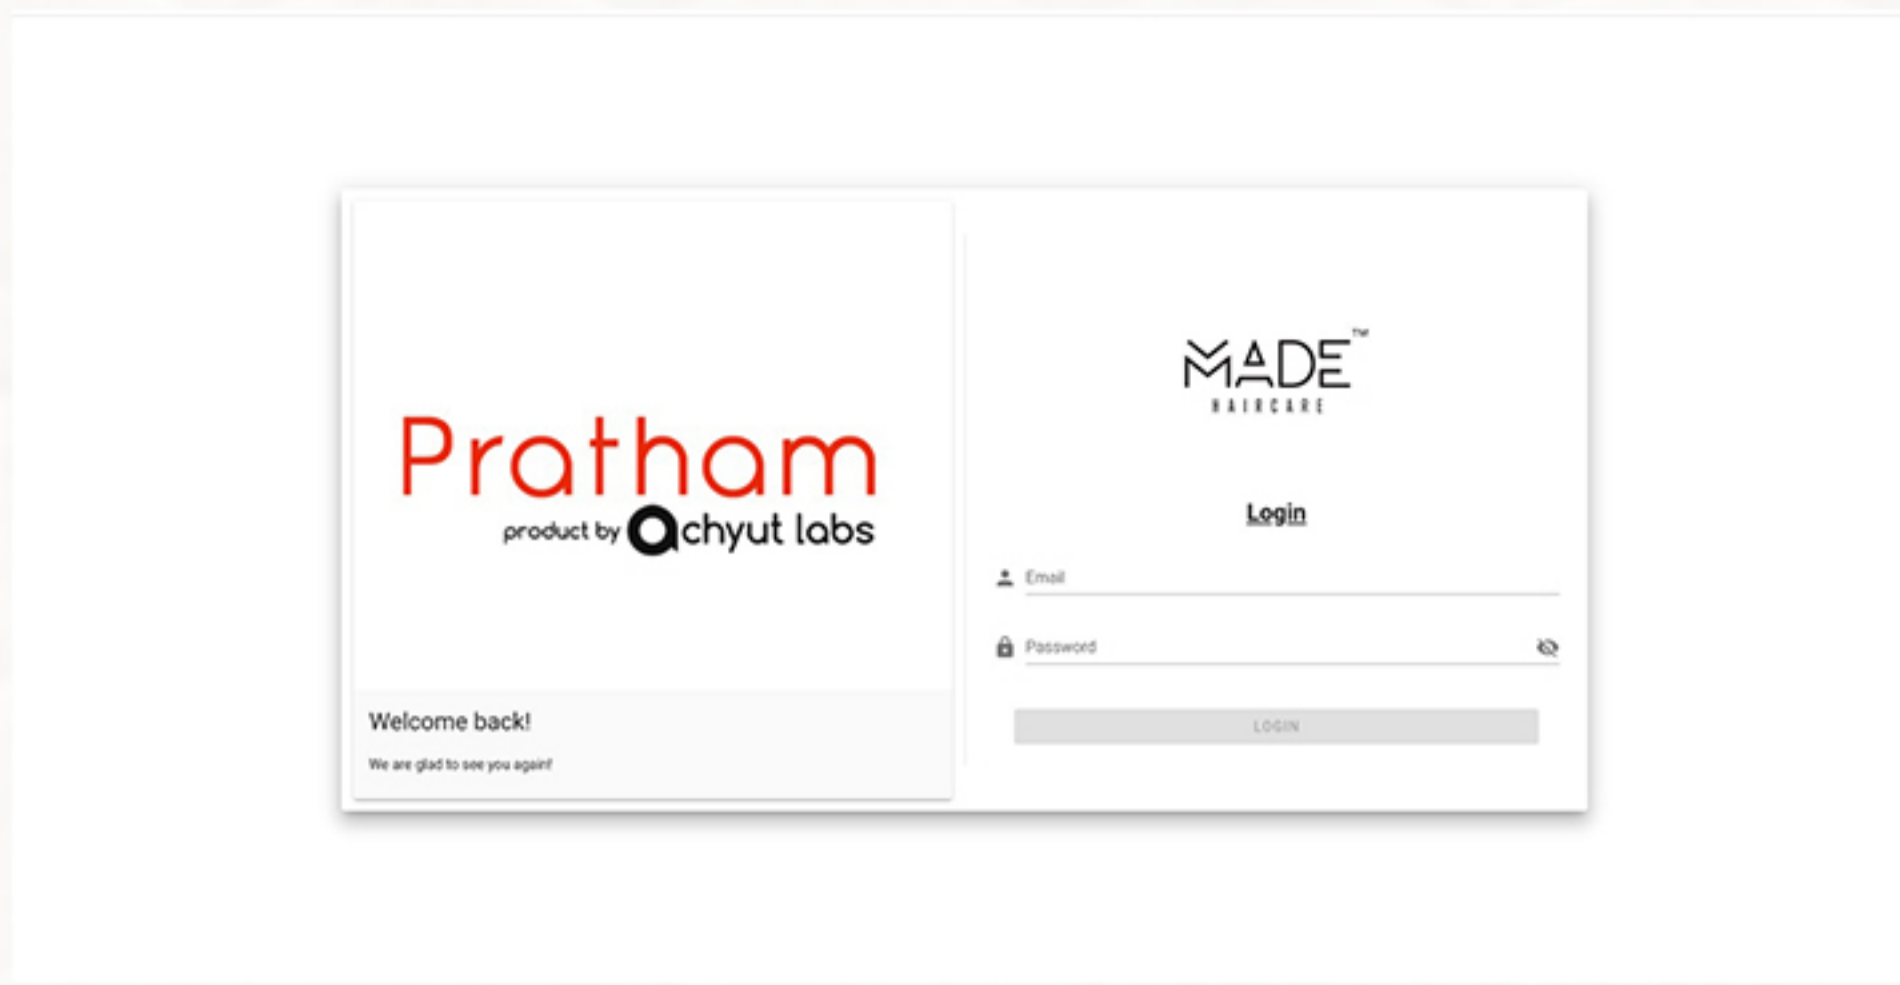 Pratham
product by achyut labs
Welcome back!
We are glad to see you again!
MADE™
HAIRCARE
Login
Email
Password
LOGIN